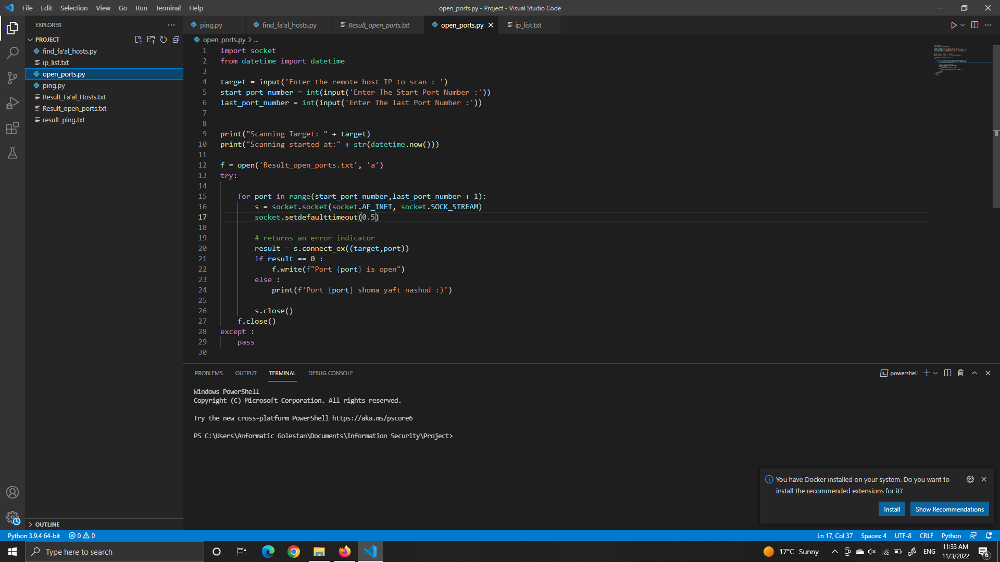 File Edit Selection View Go Run Terminal Help
open_ports.py - Project - Visual Studio Code
EXPLORER
PROJECT
find_fa'al_hosts.py
ip_list.txt
open_ports.py
ping.py
Result_Fa'al_Hosts.txt
Result_open_ports.txt
result_ping.txt
OUTLINE
ping.py find_fa'al_hosts.py Result_open_ports.txt open_ports.py ip_list.txt
open_ports.py > ...
1 import socket
2 from datetime import datetime
3
4 target = input('Enter the remote host IP to scan : ')
5 start_port_number = int(input('Enter The Start Port Number :'))
6 last_port_number = int(input('Enter The last Port Number :'))
7
8
9 print("Scanning Target: " + target)
10 print("Scanning started at:" + str(datetime.now()))
11
12 f = open('Result_open_ports.txt', 'a')
13 try:
14
15 for port in range(start_port_number,last_port_number + 1):
16 s = socket.socket(socket.AF_INET, socket.SOCK_STREAM)
17 socket.setdefaulttimeout(0.5)
18
19 # returns an error indicator
20 result = s.connect_ex((target,port))
21 if result == 0 :
22 f.write(f"Port {port} is open")
23 else :
24 print(f'Port {port} shoma yaft nashod :)')
25
26 s.close()
27 f.close()
28 except :
29 pass
30
PROBLEMS OUTPUT TERMINAL DEBUG CONSOLE
powershell
Windows PowerShell
Copyright (C) Microsoft Corporation. All rights reserved.
Try the new cross-platform PowerShell https://aka.ms/pscore6
PS C:\Users\Anformatic Golestan\Documents\Information Security\Project>
You have Docker installed on your system. Do you want to
install the recommended extensions for it?
Install Show Recommendations
Python 3.9.4 64-bit 0 0
Ln 17, Col 37 Spaces: 4 UTF-8 CRLF Python
Type here to search
17°C Sunny
ENG
11:33 AM
11/3/2022
6